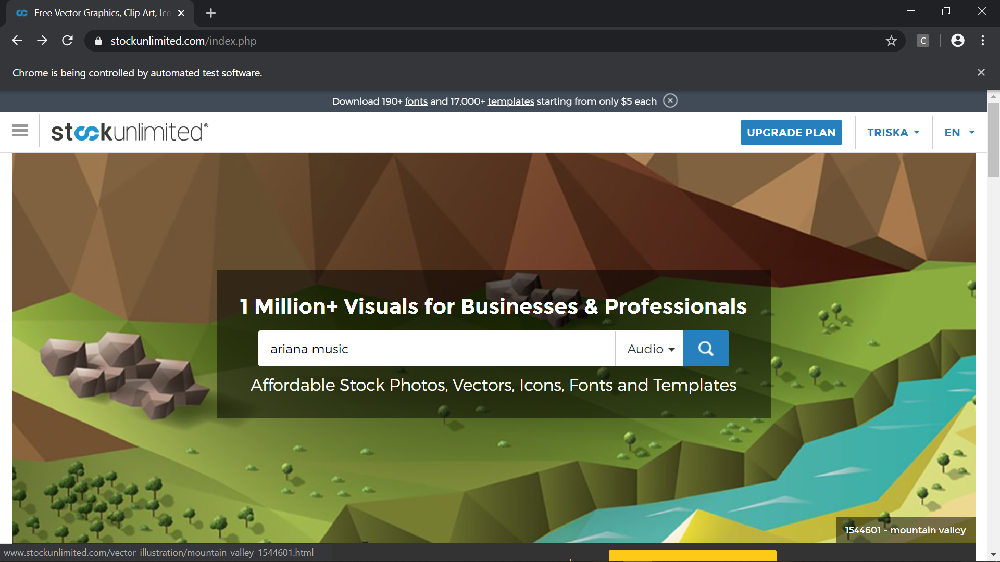 Free Vector Graphics, Clip Art, Ico
stockunlimited.com/index.php
C
Chrome is being controlled by automated test software.
Download 190+ fonts and 17,000+ templates starting from only $5 each
stockunlimited®
UPGRADE PLAN
TRISKA
EN
1 Million+ Visuals for Businesses & Professionals
ariana music
Audio
Affordable Stock Photos, Vectors, Icons, Fonts and Templates
1544601 - mountain valley
www.stockunlimited.com/vector-illustration/mountain-valley_1544601.html